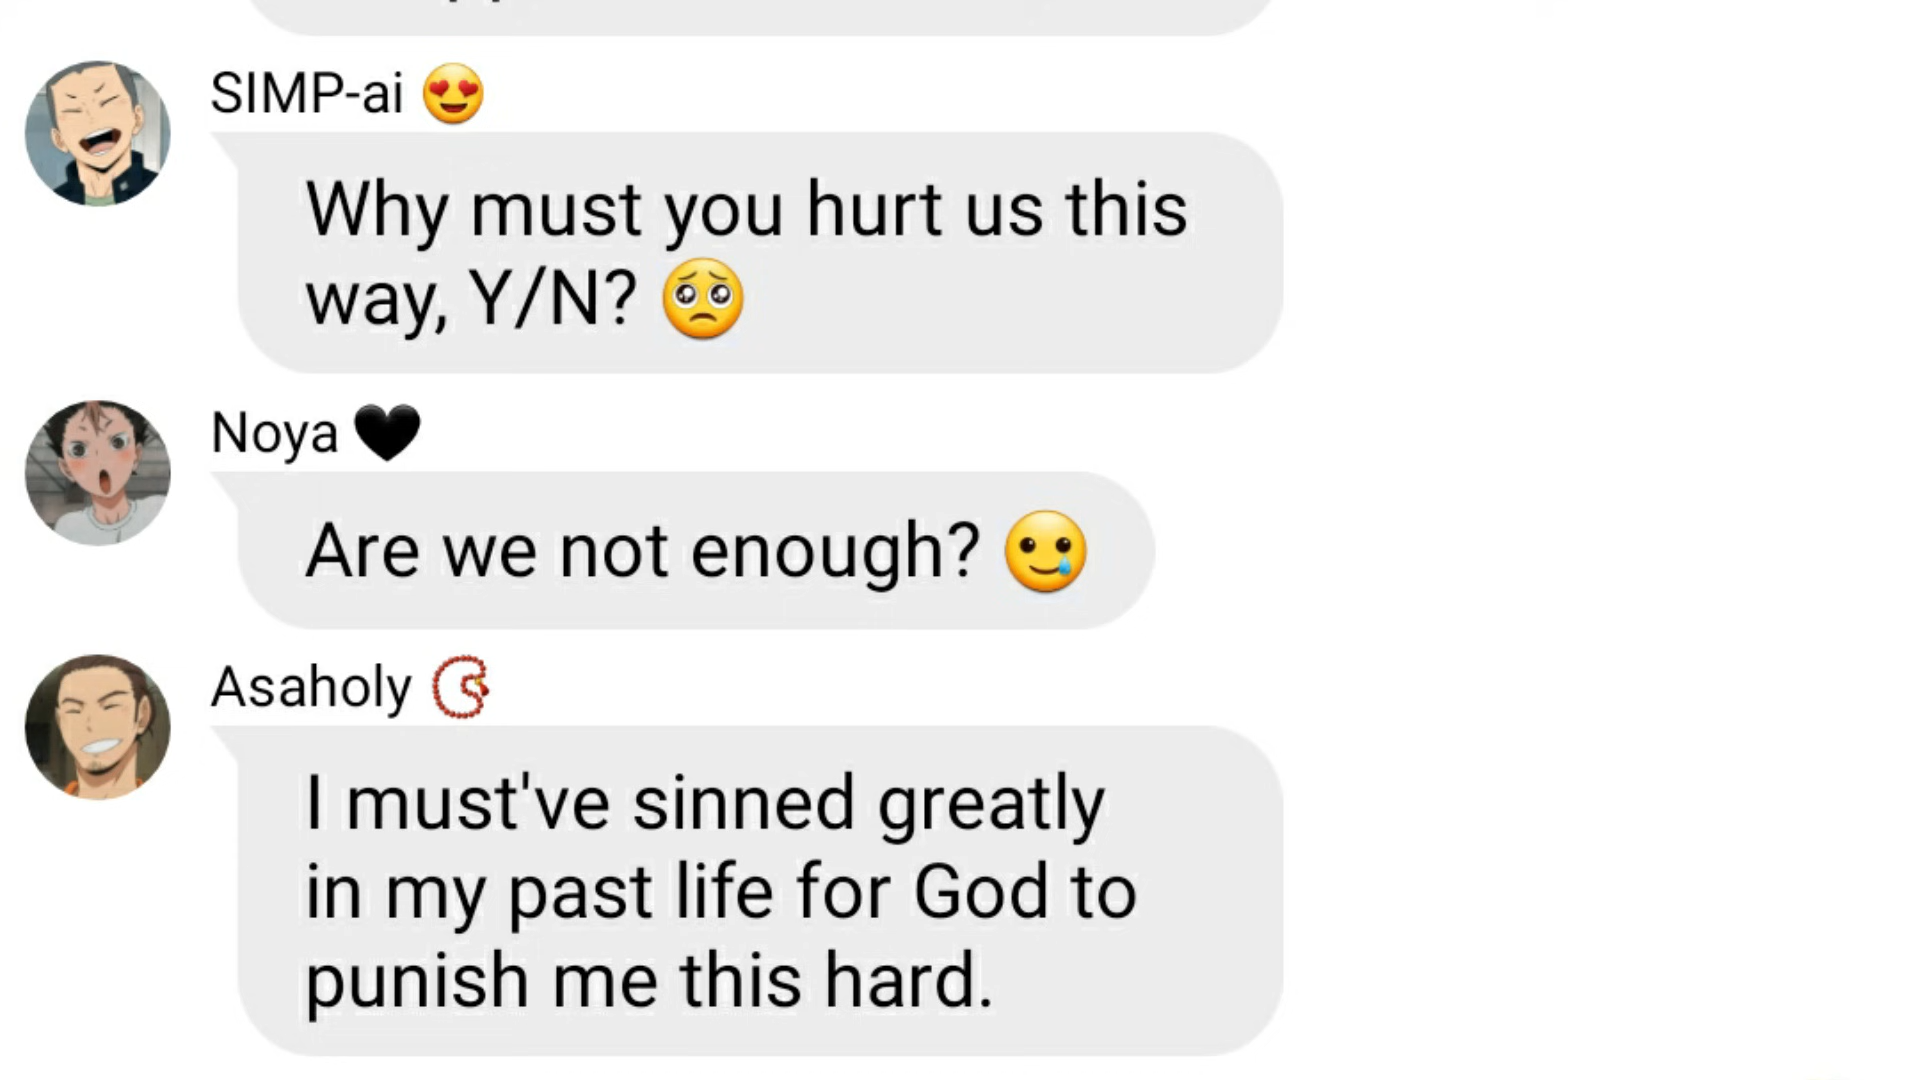 SIMP-ai 😍
Why must you hurt us this
way, Y/N? 🥺
Noya 🖤
Are we not enough? 🥲
Asaholy 📿
I must've sinned greatly
in my past life for God to
punish me this hard.